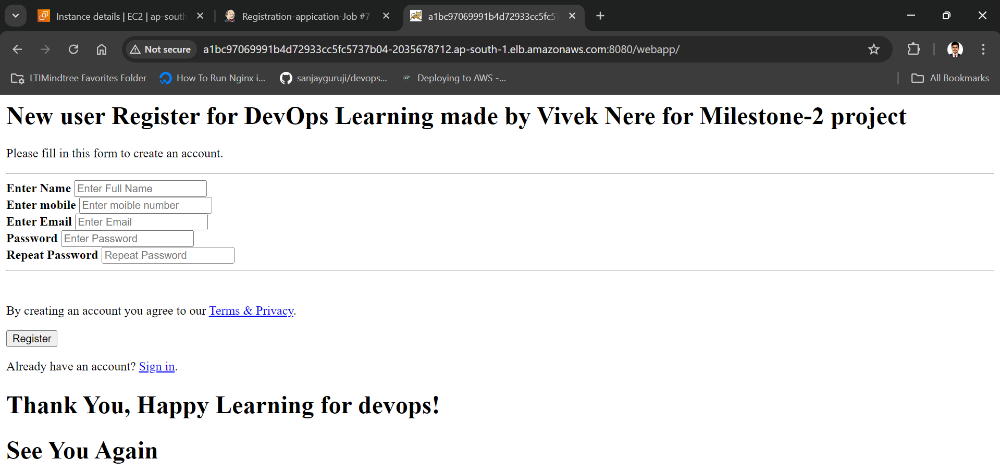 Instance details | EC2 | ap-south
Registration-appication-Job #7
a1bc97069991b4d72933cc5fc57
Not secure
a1bc97069991b4d72933cc5fc5737b04-2035678712.ap-south-1.elb.amazonaws.com:8080/webapp/
LTIMindtree Favorites Folder
How To Run Nginx i...
sanjayguruji/devops...
Deploying to AWS -...
All Bookmarks
New user Register for DevOps Learning made by Vivek Nere for Milestone-2 project
Please fill in this form to create an account.
Enter Name Enter Full Name
Enter mobile Enter moible number
Enter Email Enter Email
Password Enter Password
Repeat Password Repeat Password
By creating an account you agree to our Terms & Privacy.
Register
Already have an account? Sign in.
Thank You, Happy Learning for devops!
See You Again